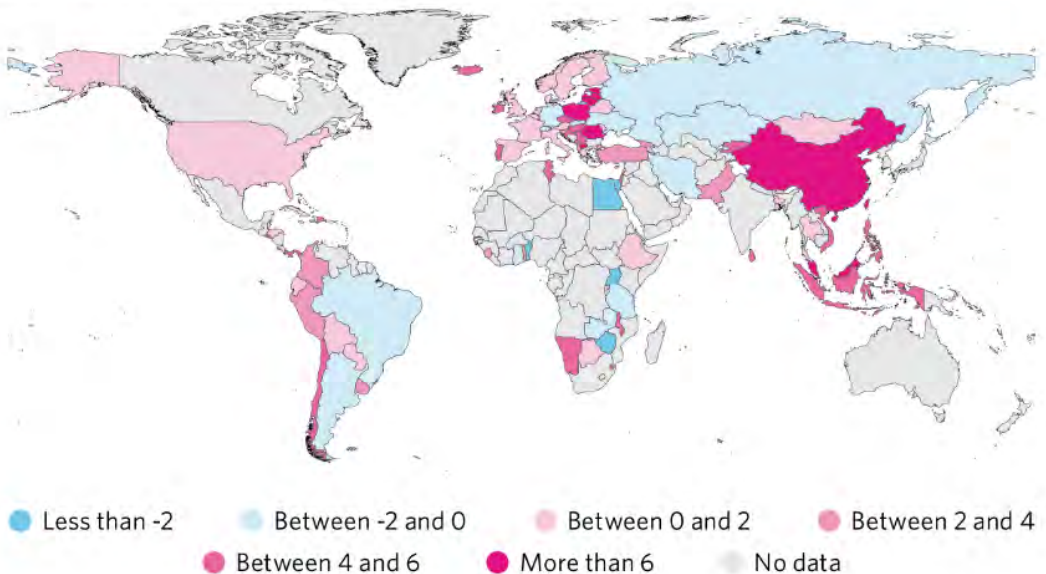 Less than -2 Between -2 and 0 Between 0 and 2 Between 2 and 4
Between 4 and 6 More than 6 No data